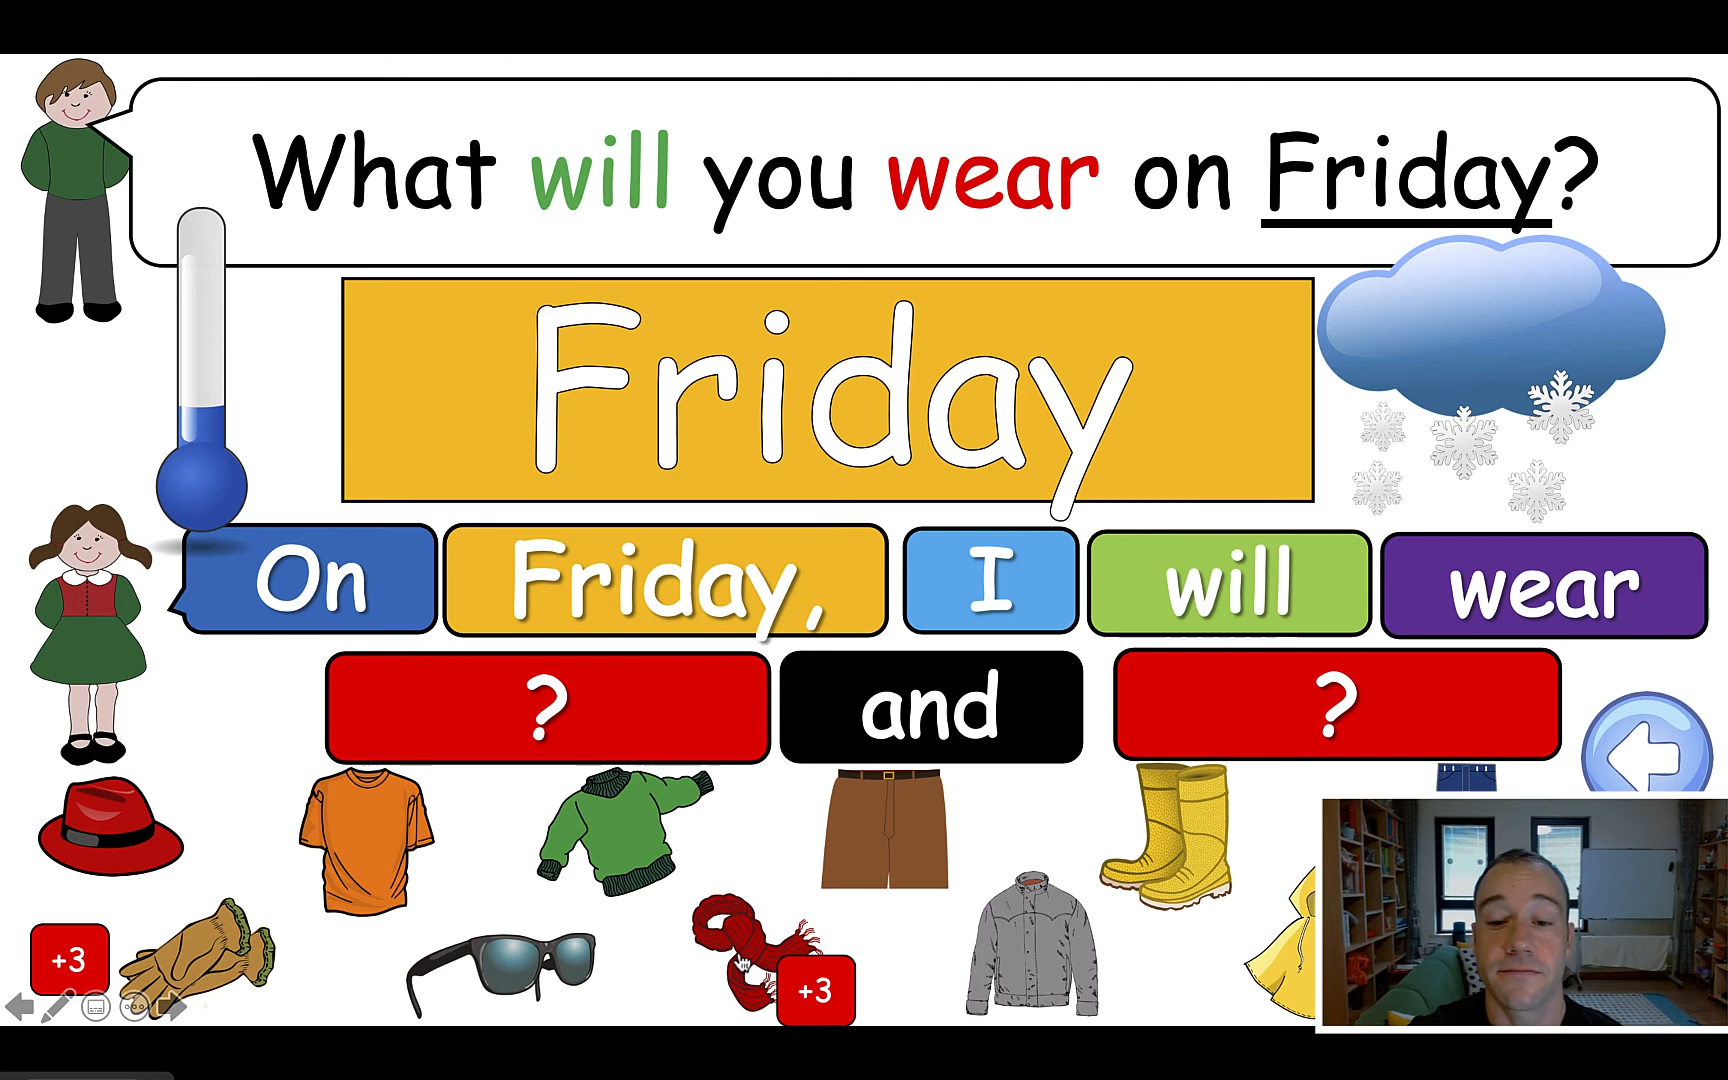 What will you wear on Friday?
Friday
On Friday, I will wear
? and ?
+3
+3